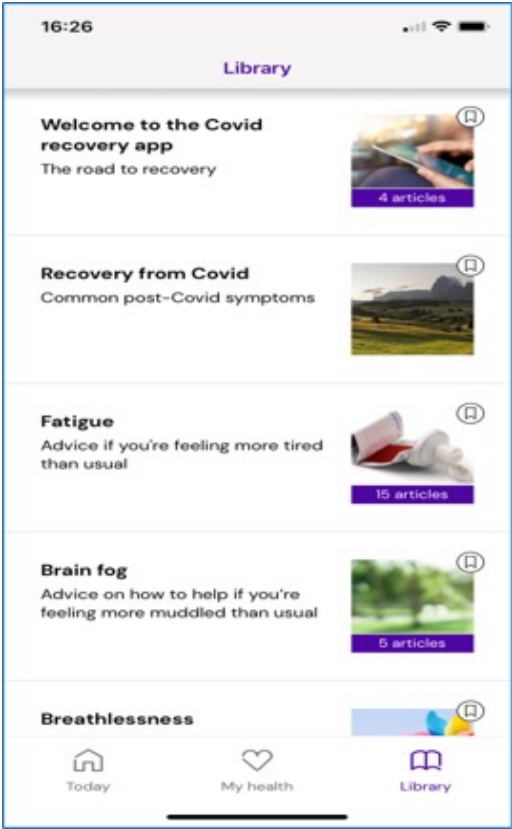 16:26
Library
Welcome to the Covid
recovery app
The road to recovery
4 articles
Recovery from Covid
Common post-Covid symptoms
Fatigue
Advice if you're feeling more tired
than usual
15 articles
Brain fog
Advice on how to help if you're
feeling more muddled than usual
5 articles
Breathlessness
Today
My health
Library